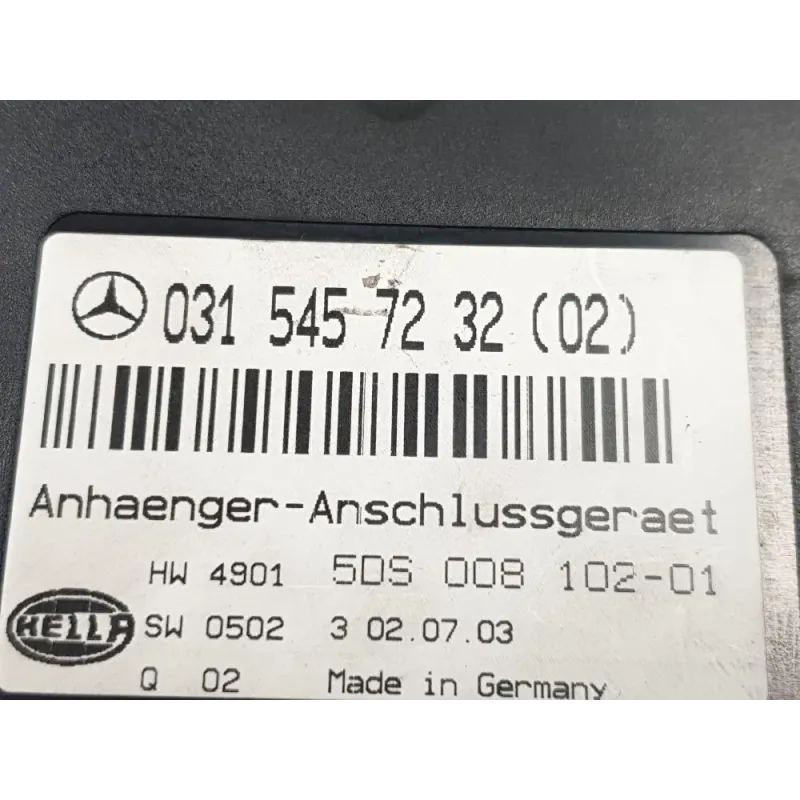 031 545 72 32 (02)
Anhaenger-Anschlussgeraet
HW 4901 5DS 008 102-01
HELLA SW 0502 3 02.07.03
Q 02 Made in Germany